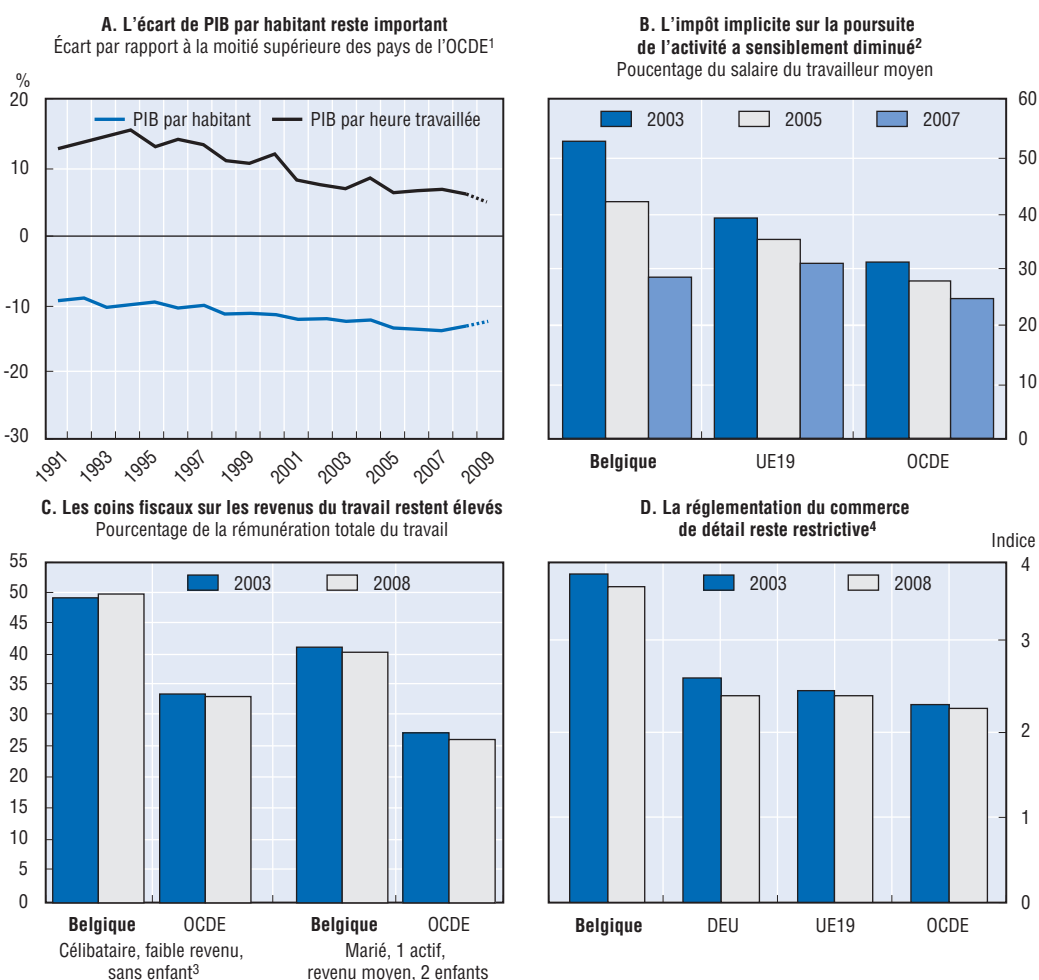 A. L'écart de PIB par habitant reste important
Écart par rapport à la moitié supérieure des pays de l'OCDE1
%
PIB par habitant
PIB par heure travaillée
20
10
0
-10
-20
-30
1991
1993
1995
1997
1999
2001
2003
2005
2007
2009
B. L'impôt implicite sur la poursuite
de l'activité a sensiblement diminué2
Poucentage du salaire du travailleur moyen
2003
2005
2007
60
50
40
30
20
10
0
Belgique
UE19
OCDE
C. Les coins fiscaux sur les revenus du travail restent élevés
Pourcentage de la rémunération totale du travail
2003
2008
55
50
45
40
35
30
25
20
15
10
5
0
Belgique
OCDE
Belgique
OCDE
Célibataire, faible revenu,
sans enfant3
Marié, 1 actif,
revenu moyen, 2 enfants
D. La réglementation du commerce
de détail reste restrictive4
Indice
2003
2008
4
3
2
1
0
Belgique
DEU
UE19
OCDE